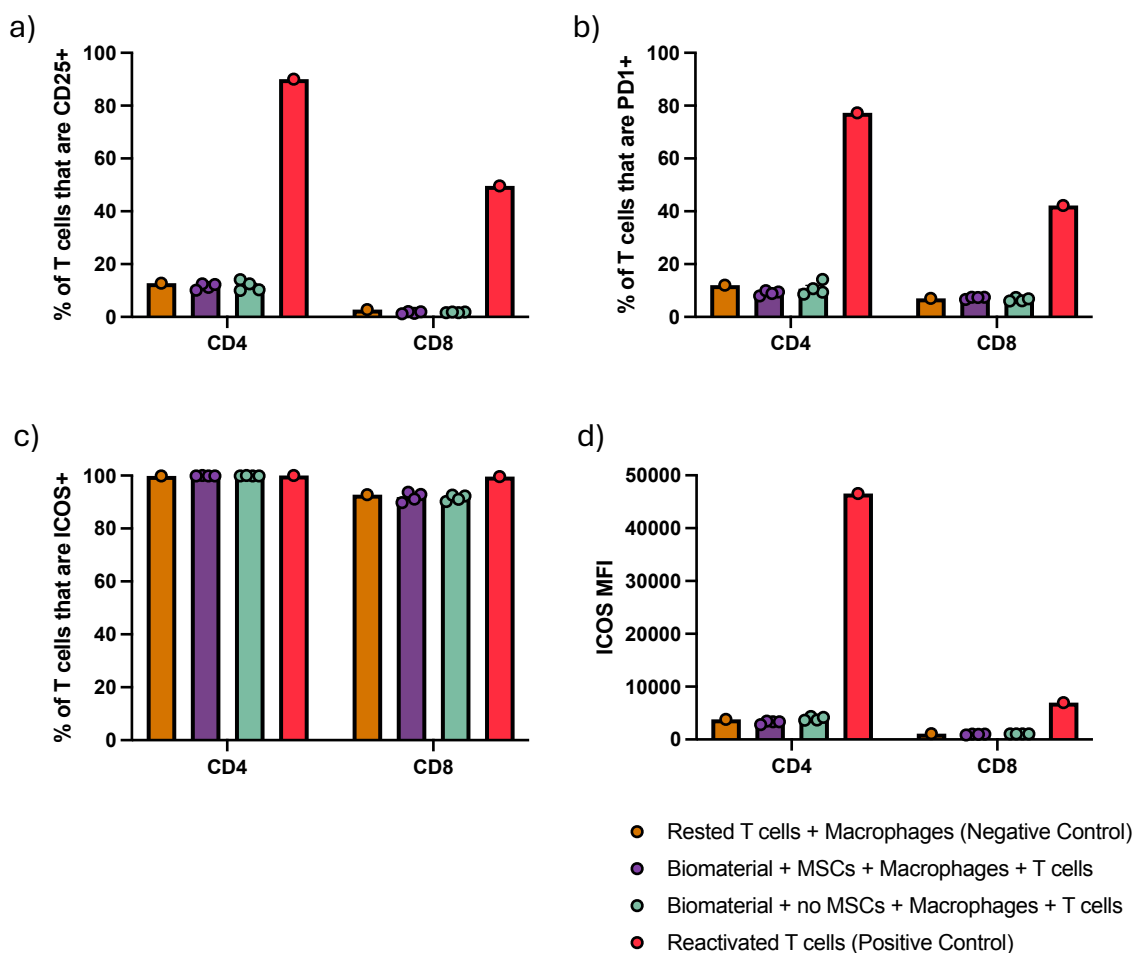 a)
% of T cells that are CD25+
100
80
60
40
20
0
CD4
CD8
b)
% of T cells that are PD1+
100
80
60
40
20
0
CD4
CD8
c)
% of T cells that are ICOS+
100
80
60
40
20
0
CD4
CD8
d)
ICOS MFI
50000
40000
30000
20000
10000
0
CD4
CD8
Rested T cells + Macrophages (Negative Control)
Biomaterial + MSCs + Macrophages + T cells
Biomaterial + no MSCs + Macrophages + T cells
Reactivated T cells (Positive Control)